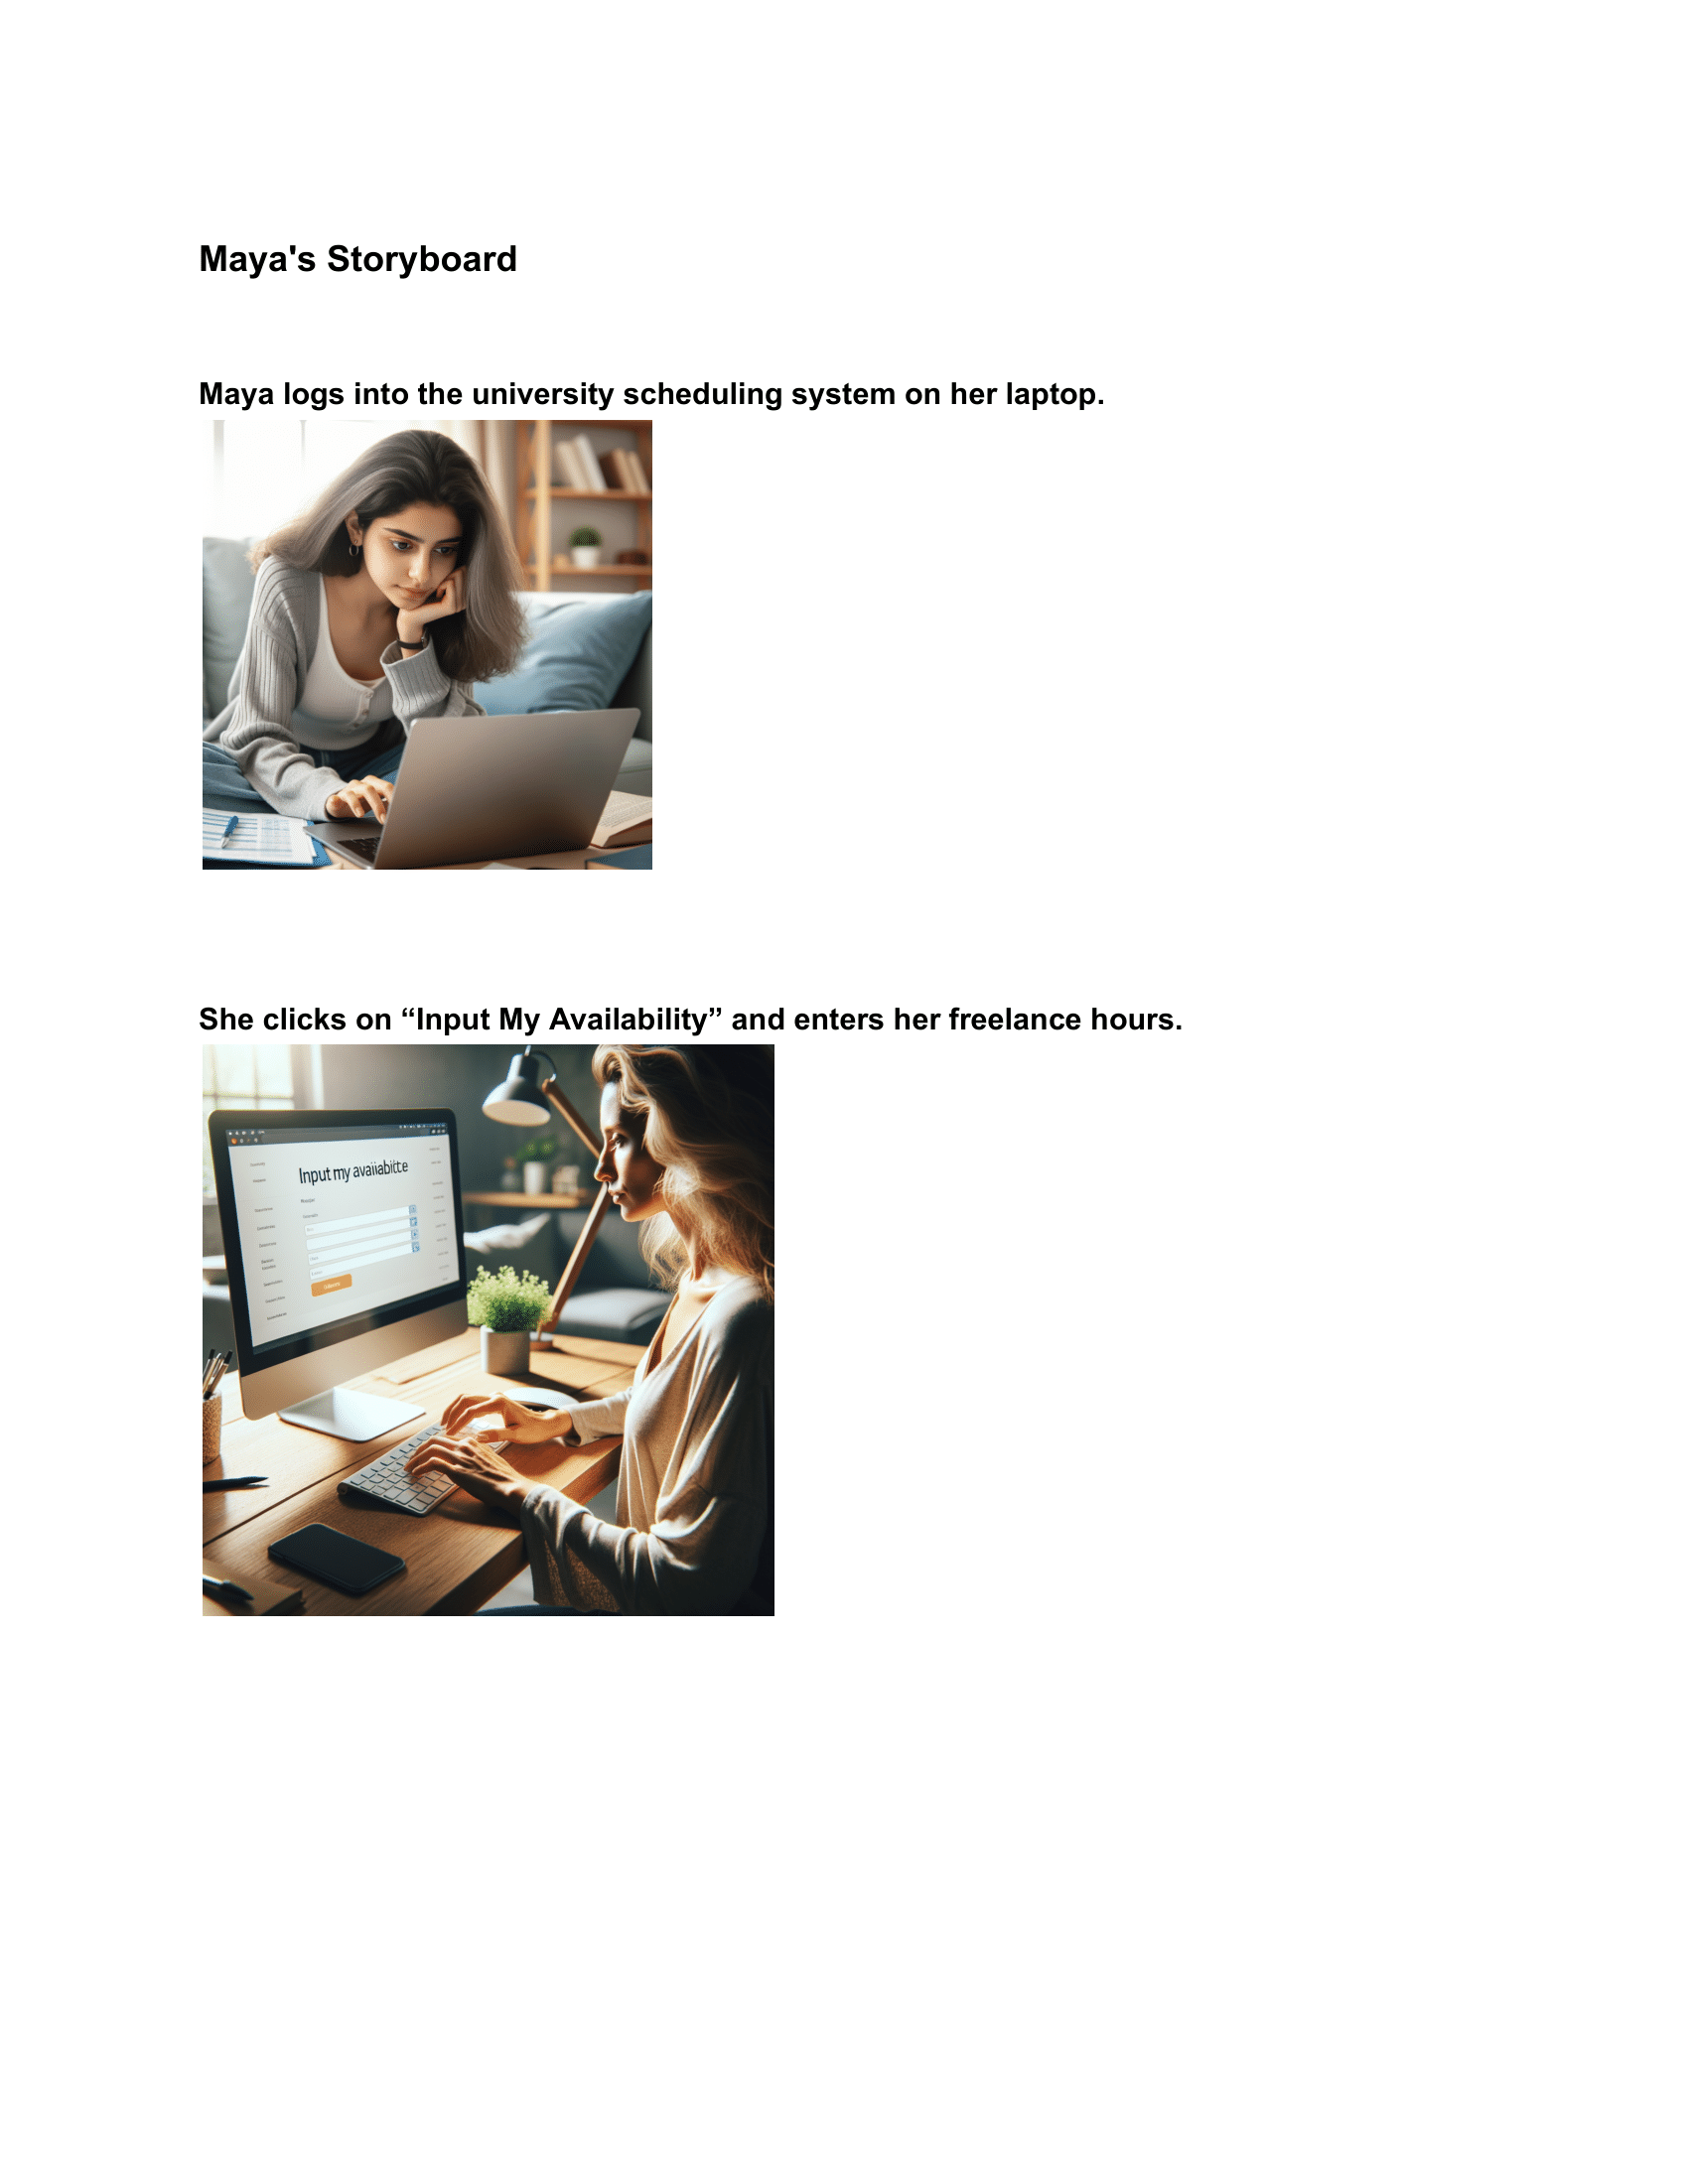 Maya's Storyboard
Maya logs into the university scheduling system on her laptop.
She clicks on “Input My Availability” and enters her freelance hours.
Input my avaiiabitte